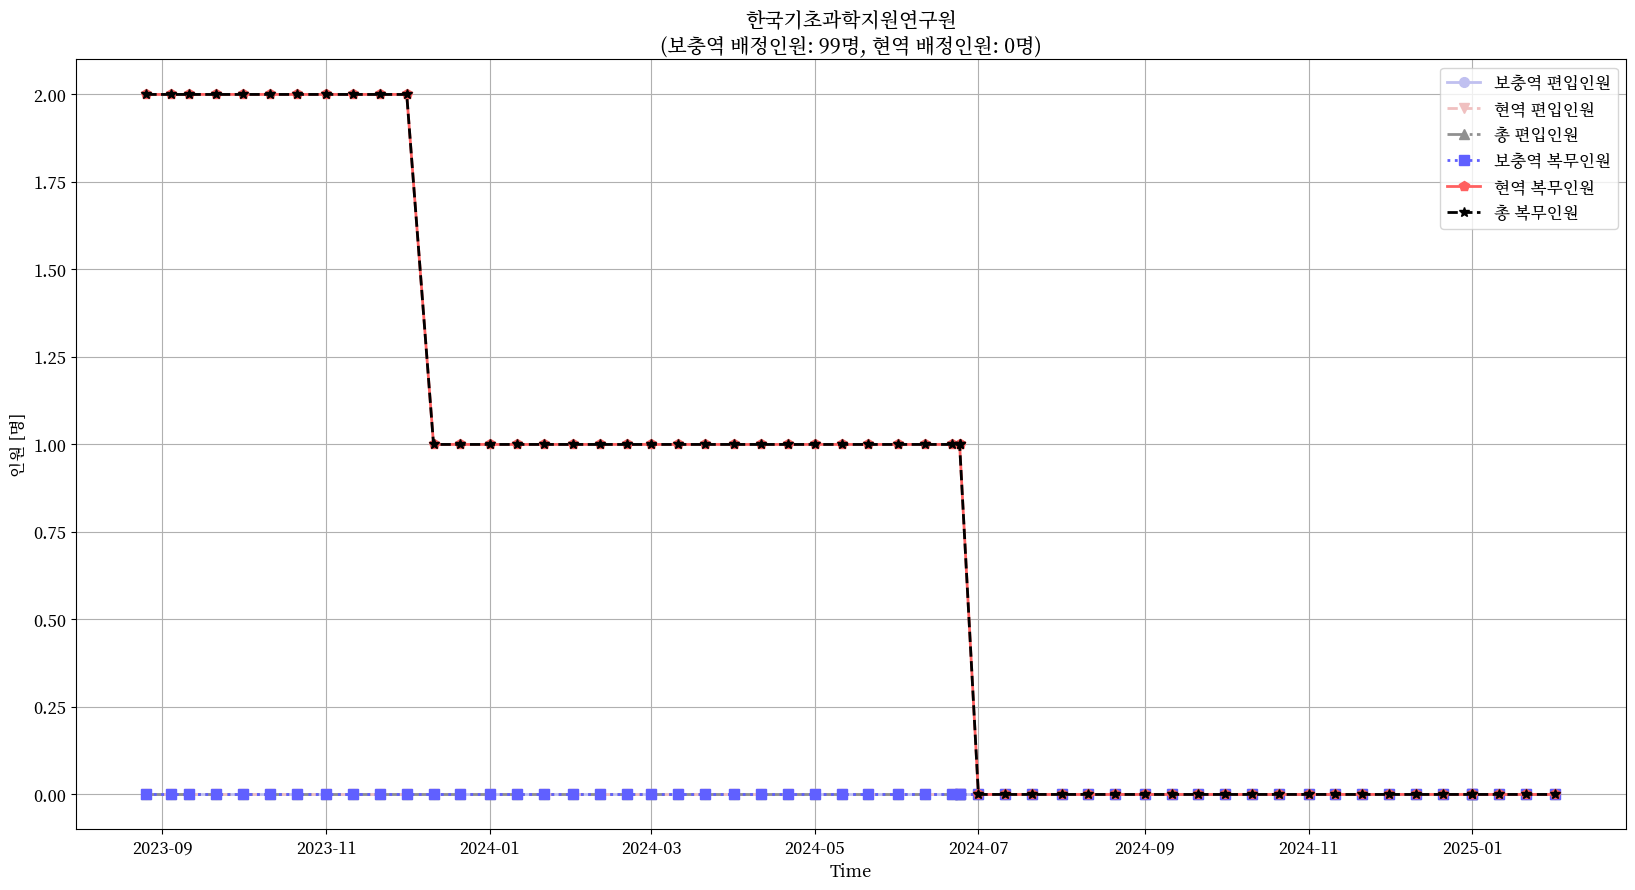 한국기초과학지원연구원
(보충역 배정인원: 99명, 현역 배정인원: 0명)
보충역 편입인원
현역 편입인원
총 편입인원
보충역 복무인원
현역 복무인원
총 복무인원
2.00
1.75
1.50
1.25
1.00
0.75
0.50
0.25
0.00
인원 [명]
2023-09
2023-11
2024-01
2024-03
2024-05
2024-07
2024-09
2024-11
2025-01
Time